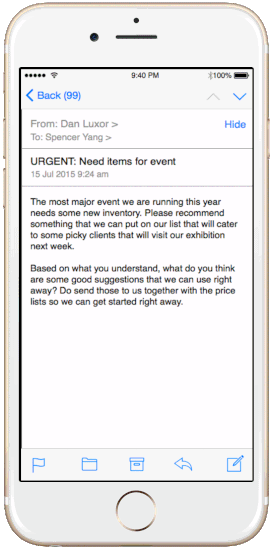 9:40 PM 100%
Back (99)
From: Dan Luxor > Hide
To: Spencer Yang >
URGENT: Need items for event
15 Jul 2015 9:24 am
The most major event we are running this year
needs some new inventory. Please recommend
something that we can put on our list that will cater
to some picky clients that will visit our exhibition
next week.
Based on what you understand, what do you think
are some good suggestions that we can use right
away? Do send those to us together with the price
lists so we can get started right away.